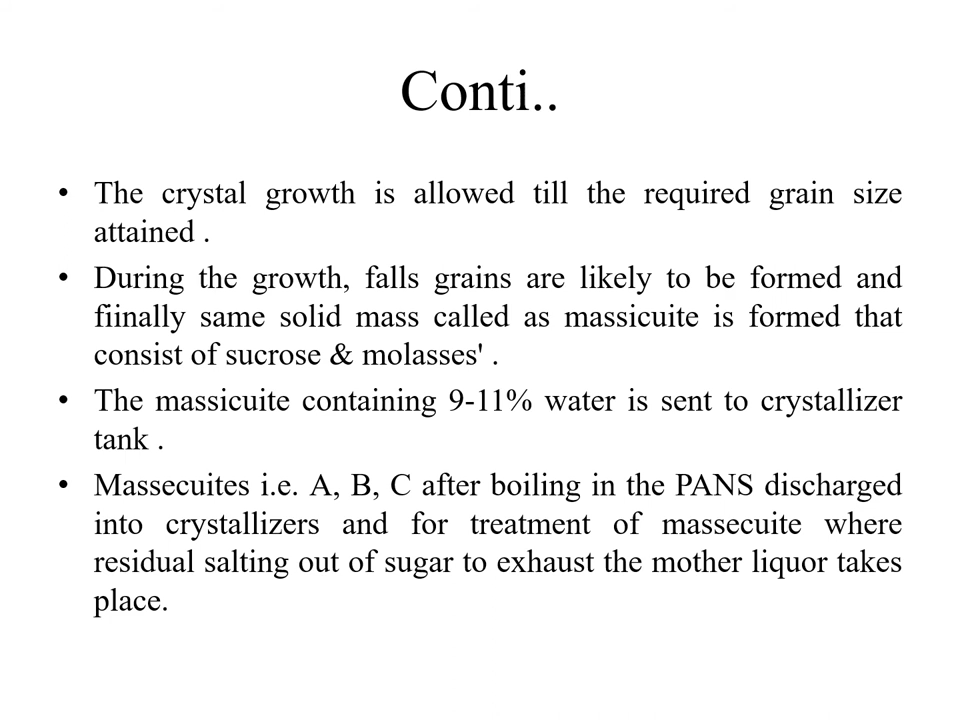 Conti..
• The crystal growth is allowed till the required grain size
attained .
• During the growth, falls grains are likely to be formed and
fiinally same solid mass called as massicuite is formed that
consist of sucrose & molasses' .
• The massicuite containing 9-11% water is sent to crystallizer
tank .
• Massecuites i.e. A, B, C after boiling in the PANS discharged
into crystallizers and for treatment of massecuite where
residual salting out of sugar to exhaust the mother liquor takes
place.